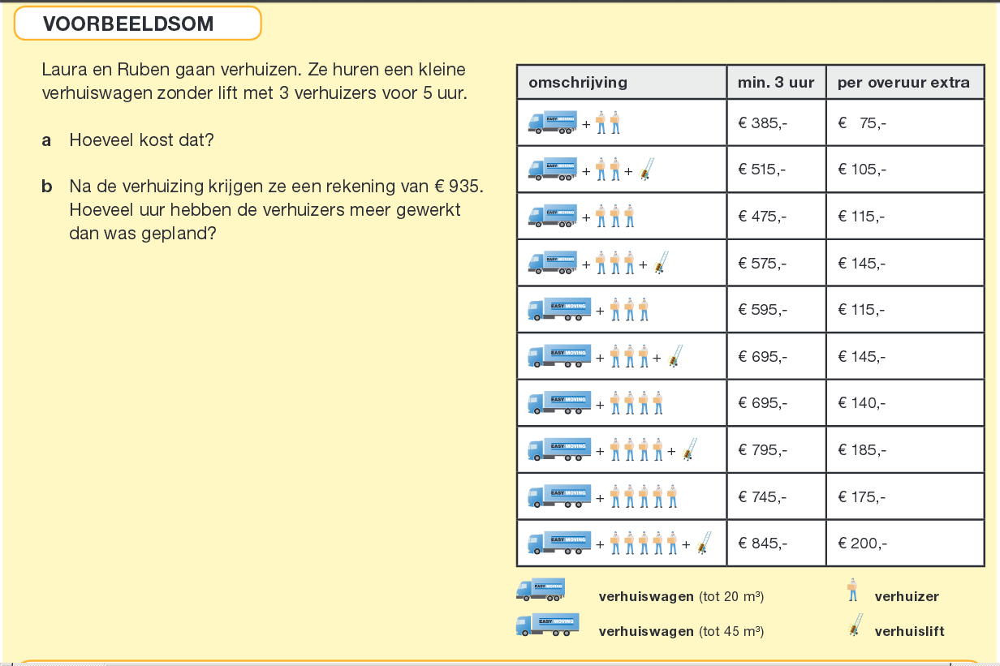 VOORBEELDSOM
Laura en Ruben gaan verhuizen. Ze huren een kleine
verhuiswagen zonder lift met 3 verhuizers voor 5 uur.
a Hoeveel kost dat?
b Na de verhuizing krijgen ze een rekening van € 935.
Hoeveel uur hebben de verhuizers meer gewerkt
dan was gepland?
omschrijving min. 3 uur per overuur extra
EASY MOVING + € 385,- € 75,-
EASY MOVING + + € 515,- € 105,-
EASY MOVING + € 475,- € 115,-
EASY MOVING + + € 575,- € 145,-
EASY MOVING + € 595,- € 115,-
EASY MOVING + + € 695,- € 145,-
EASY MOVING + € 695,- € 140,-
EASY MOVING + + € 795,- € 185,-
EASY MOVING + € 745,- € 175,-
EASY MOVING + + € 845,- € 200,-
EASY MOVING verhuiswagen (tot 20 m³) verhuizer
EASY MOVING verhuiswagen (tot 45 m³) verhuislift